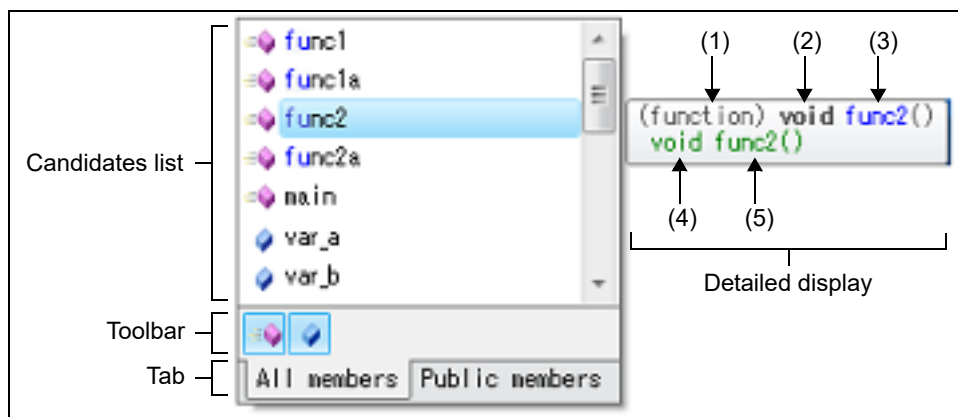 Candidates list
func1
func1a
func2
func2a
main
var_a
var_b
Toolbar
Tab
All members
Public members
(1)
(2)
(3)
(function) void func2()
void func2()
(4)
(5)
Detailed display